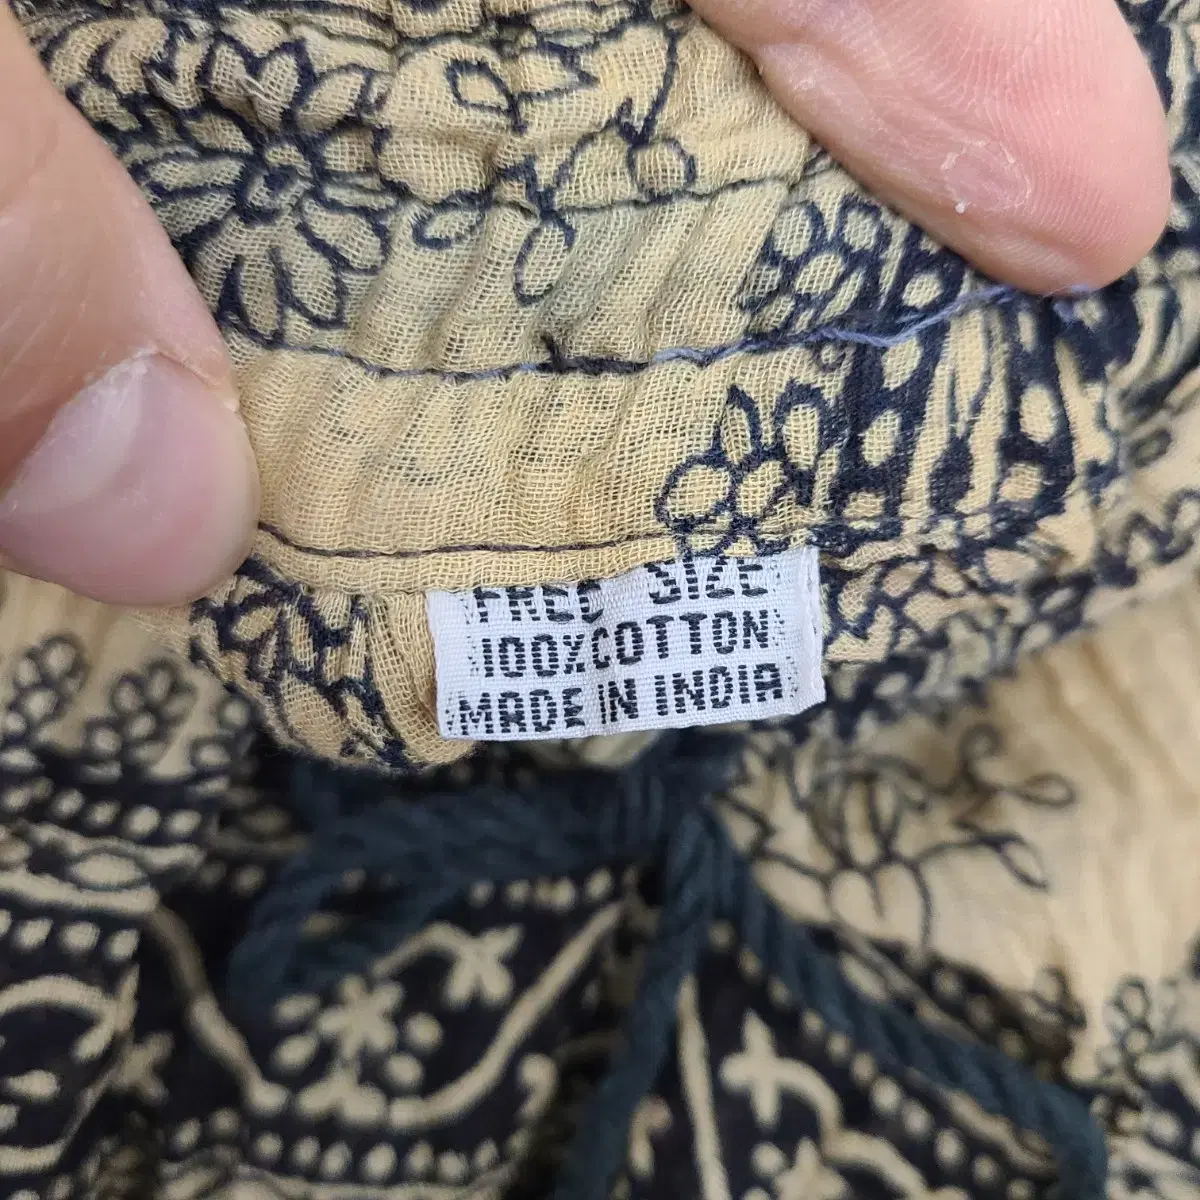 FREE SIZE
100% COTTON
MADE IN INDIA